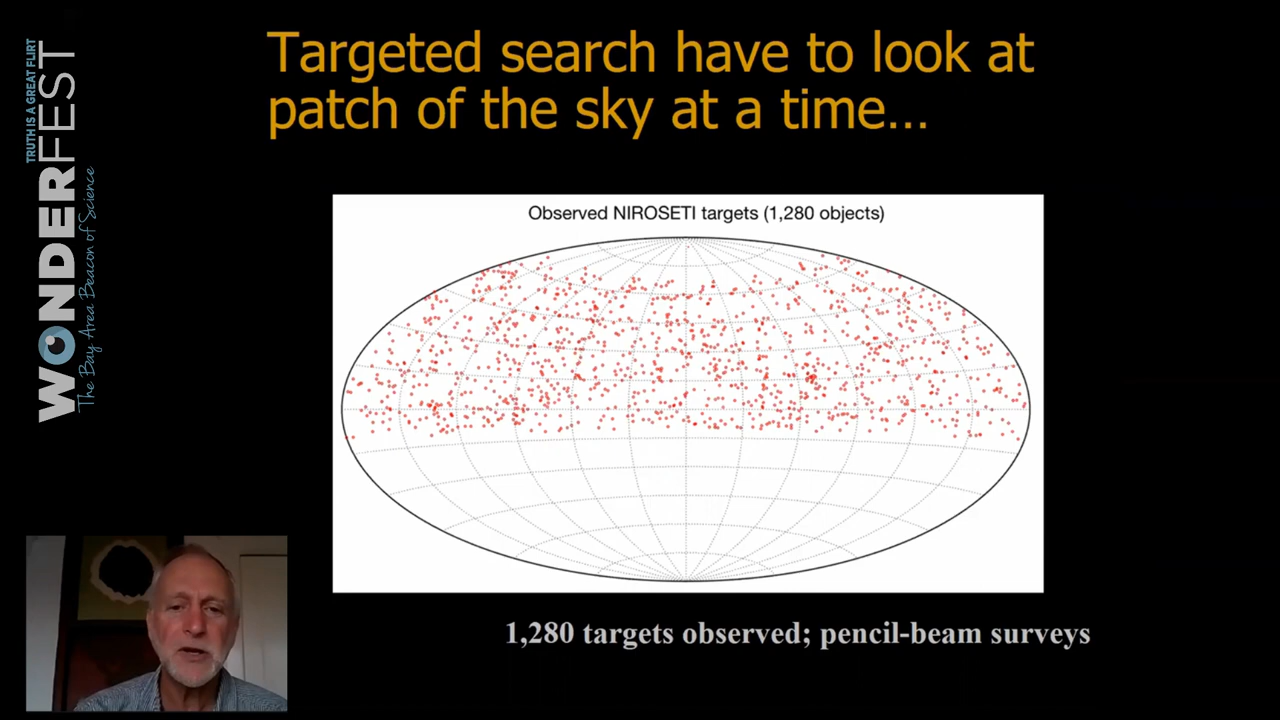 Targeted search have to look at
patch of the sky at a time...
TRUTH IS A GREAT FLIRT
WONDERFEST
The Bay Area Beacon of Science
Observed NIROSETI targets (1,280 objects)
1,280 targets observed; pencil-beam surveys